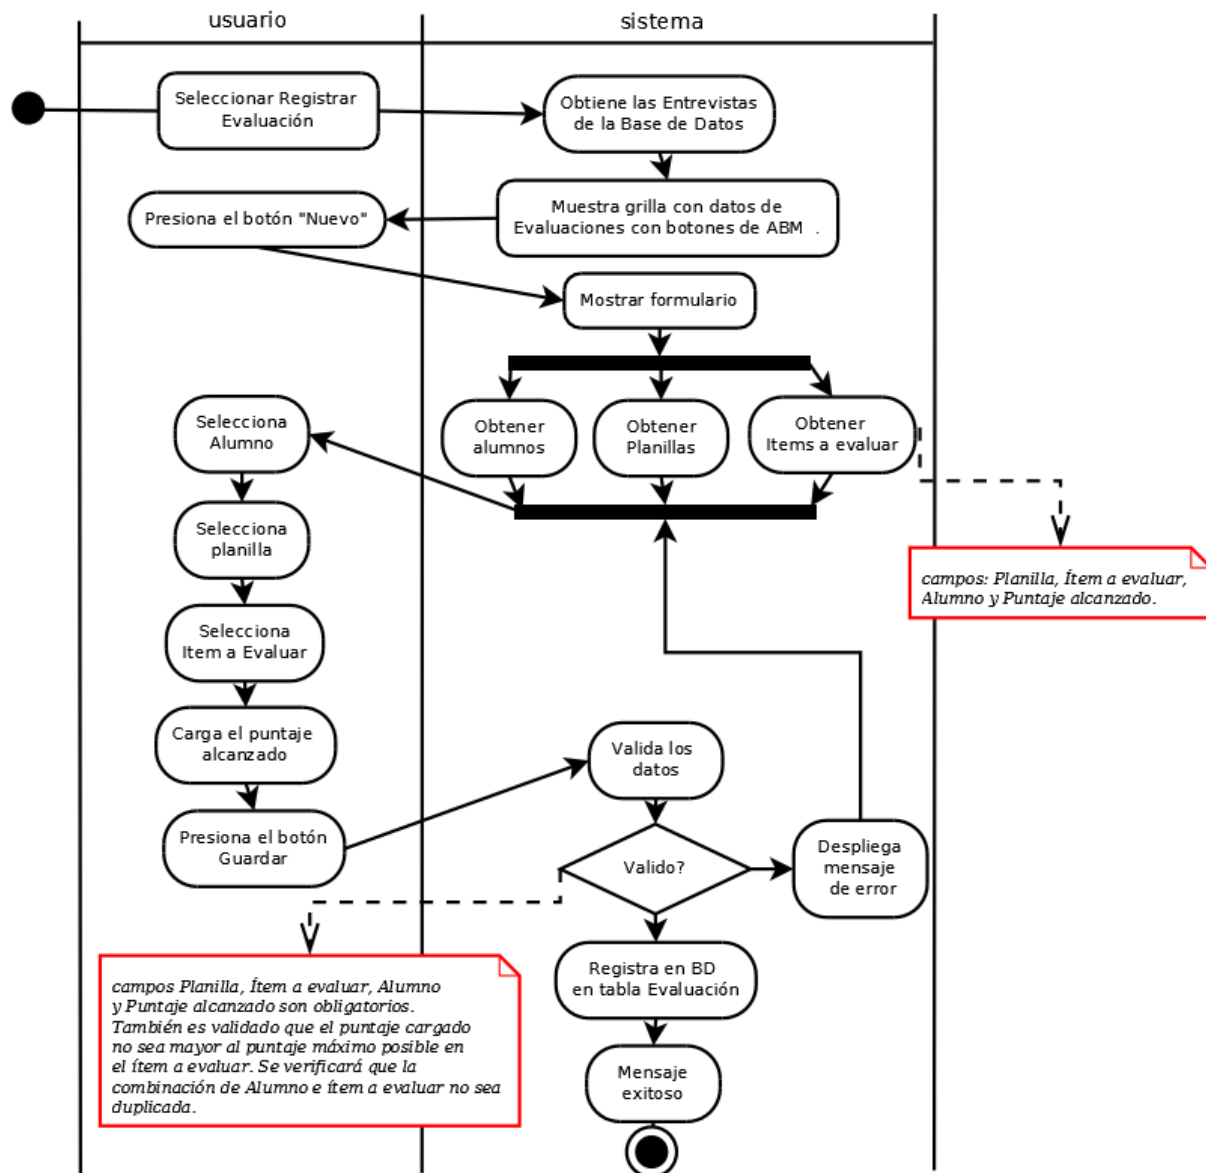 usuario
sistema
Seleccionar Registrar
Evaluación
Obtiene las Entrevistas
de la Base de Datos
Muestra grilla con datos de
Evaluaciones con botones de ABM .
Presiona el botón "Nuevo"
Mostrar formulario
Obtener
alumnos
Obtener
Planillas
Obtener
Items a evaluar
campos: Planilla, Ítem a evaluar,
Alumno y Puntaje alcanzado.
Selecciona
Alumno
Selecciona
planilla
Selecciona
Item a Evaluar
Carga el puntaje
alcanzado
Presiona el botón
Guardar
Valida los
datos
Valido?
Despliega
mensaje
de error
campos Planilla, Ítem a evaluar, Alumno
y Puntaje alcanzado son obligatorios.
También es validado que el puntaje cargado
no sea mayor al puntaje máximo posible en
el ítem a evaluar. Se verificará que la
combinación de Alumno e ítem a evaluar no sea
duplicada.
Registra en BD
en tabla Evaluación
Mensaje
exitoso